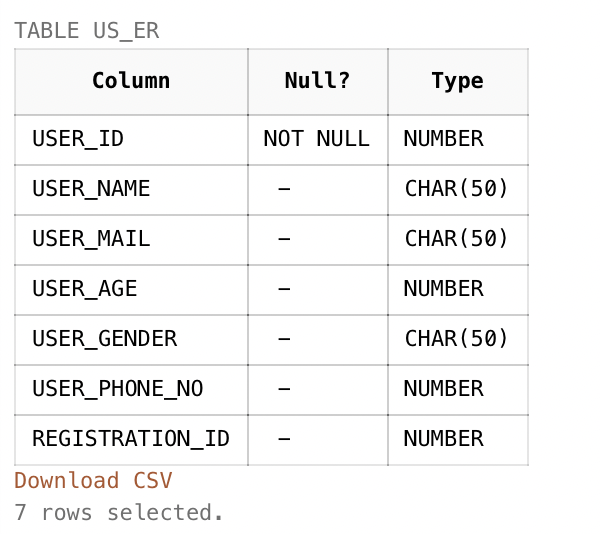 TABLE US_ER
Column Null? Type
USER_ID NOT NULL NUMBER
USER_NAME – CHAR(50)
USER_MAIL – CHAR(50)
USER_AGE – NUMBER
USER_GENDER – CHAR(50)
USER_PHONE_NO – NUMBER
REGISTRATION_ID – NUMBER
Download CSV
7 rows selected.